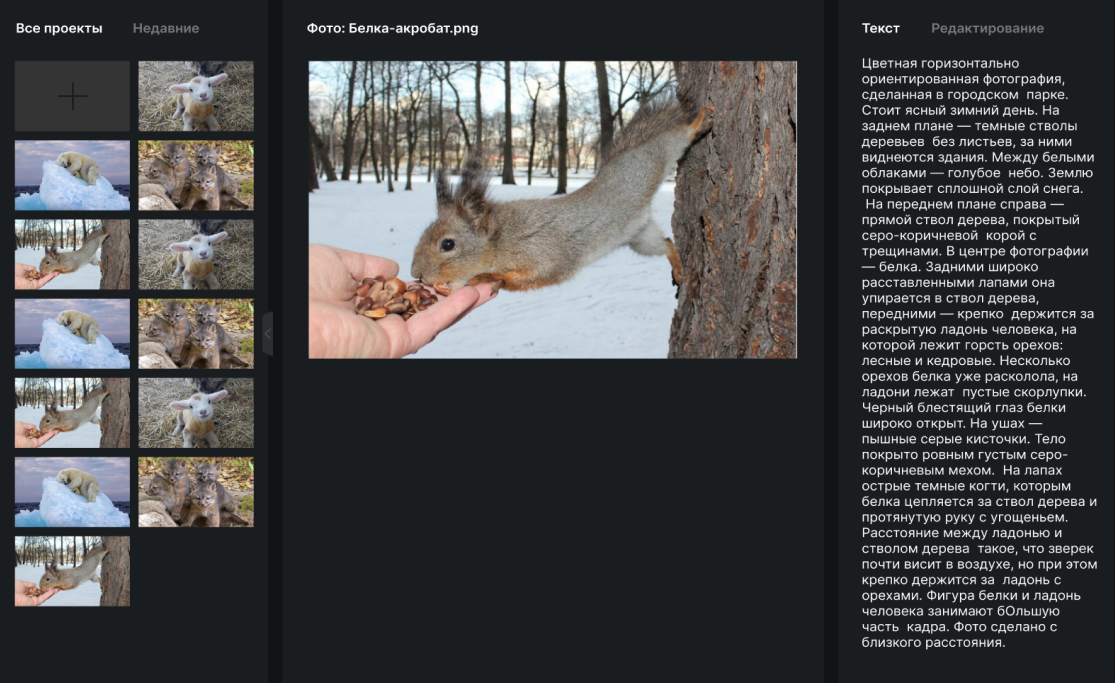 Все проекты
Недавние
Фото: Белка-акробат.png
Текст
Редактирование
Цветная горизонтально
ориентированная фотография,
сделанная в городском  парке.
Стоит ясный зимний день. На
заднем плане — темные стволы
деревьев  без листьев, за ними
виднеются здания. Между белыми
облаками — голубое  небо. Землю
покрывает сплошной слой снега.
На переднем плане справа —
прямой ствол дерева, покрытый
серо-коричневой  корой с
трещинами. В центре фотографии
— белка. Задними широко
расставленными лапами она
упирается в ствол дерева,
передними — крепко  держится за
раскрытую ладонь человека, на
которой лежит горсть орехов:
лесные и кедровые. Несколько
орехов белка уже расколола, на
ладони лежат  пустые скорлупки.
Черный блестящий глаз белки
широко открыт. На ушах —
пышные серые кисточки. Тело
покрыто ровным густым серо-
коричневым мехом.  На лапах
острые темные когти, которым
белка цепляется за ствол дерева и
протянутую руку с угощеньем.
Расстояние между ладонью и
стволом дерева  такое, что зверек
почти висит в воздухе, но при этом
крепко держится за  ладонь с
орехами. Фигура белки и ладонь
человека занимают бОльшую
часть  кадра. Фото сделано с
близкого расстояния.